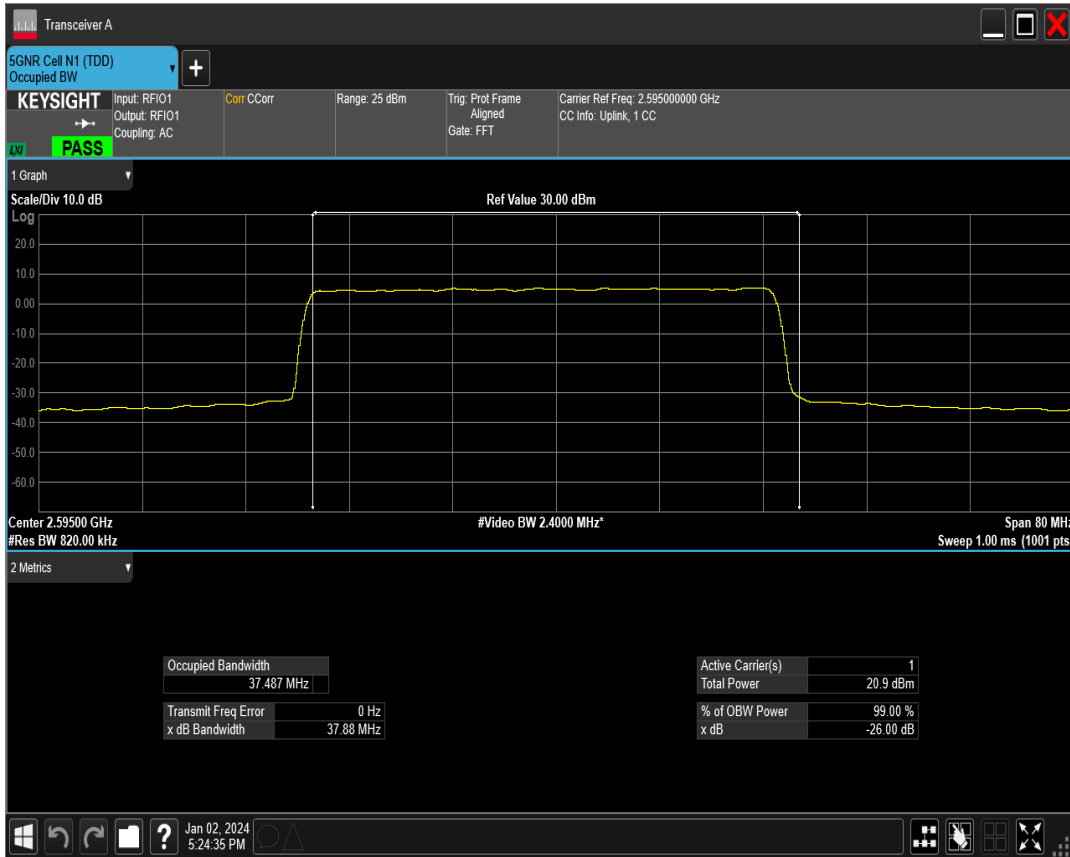 Transceiver A
5GNR Cell N1 (TDD)
Occupied BW
+
KEYSIGHT
LXI
PASS
Input: RFIO1
Output: RFIO1
Coupling: AC
Corr CCorr
Range: 25 dBm
Trig: Prot Frame
Aligned
Gate: FFT
Carrier Ref Freq: 2.595000000 GHz
CC Info: Uplink, 1 CC
1 Graph
Scale/Div 10.0 dB
Ref Value 30.00 dBm
Log
20.0
10.0
0.00
-10.0
-20.0
-30.0
-40.0
-50.0
-60.0
Center 2.59500 GHz
#Video BW 2.4000 MHz*
Span 80 MHz
#Res BW 820.00 kHz
Sweep 1.00 ms (1001 pts
2 Metrics
Occupied Bandwidth
37.487 MHz
Transmit Freq Error 0 Hz
x dB Bandwidth 37.88 MHz
Active Carrier(s) 1
Total Power 20.9 dBm
% of OBW Power 99.00 %
x dB -26.00 dB
?
Jan 02, 2024
5:24:35 PM